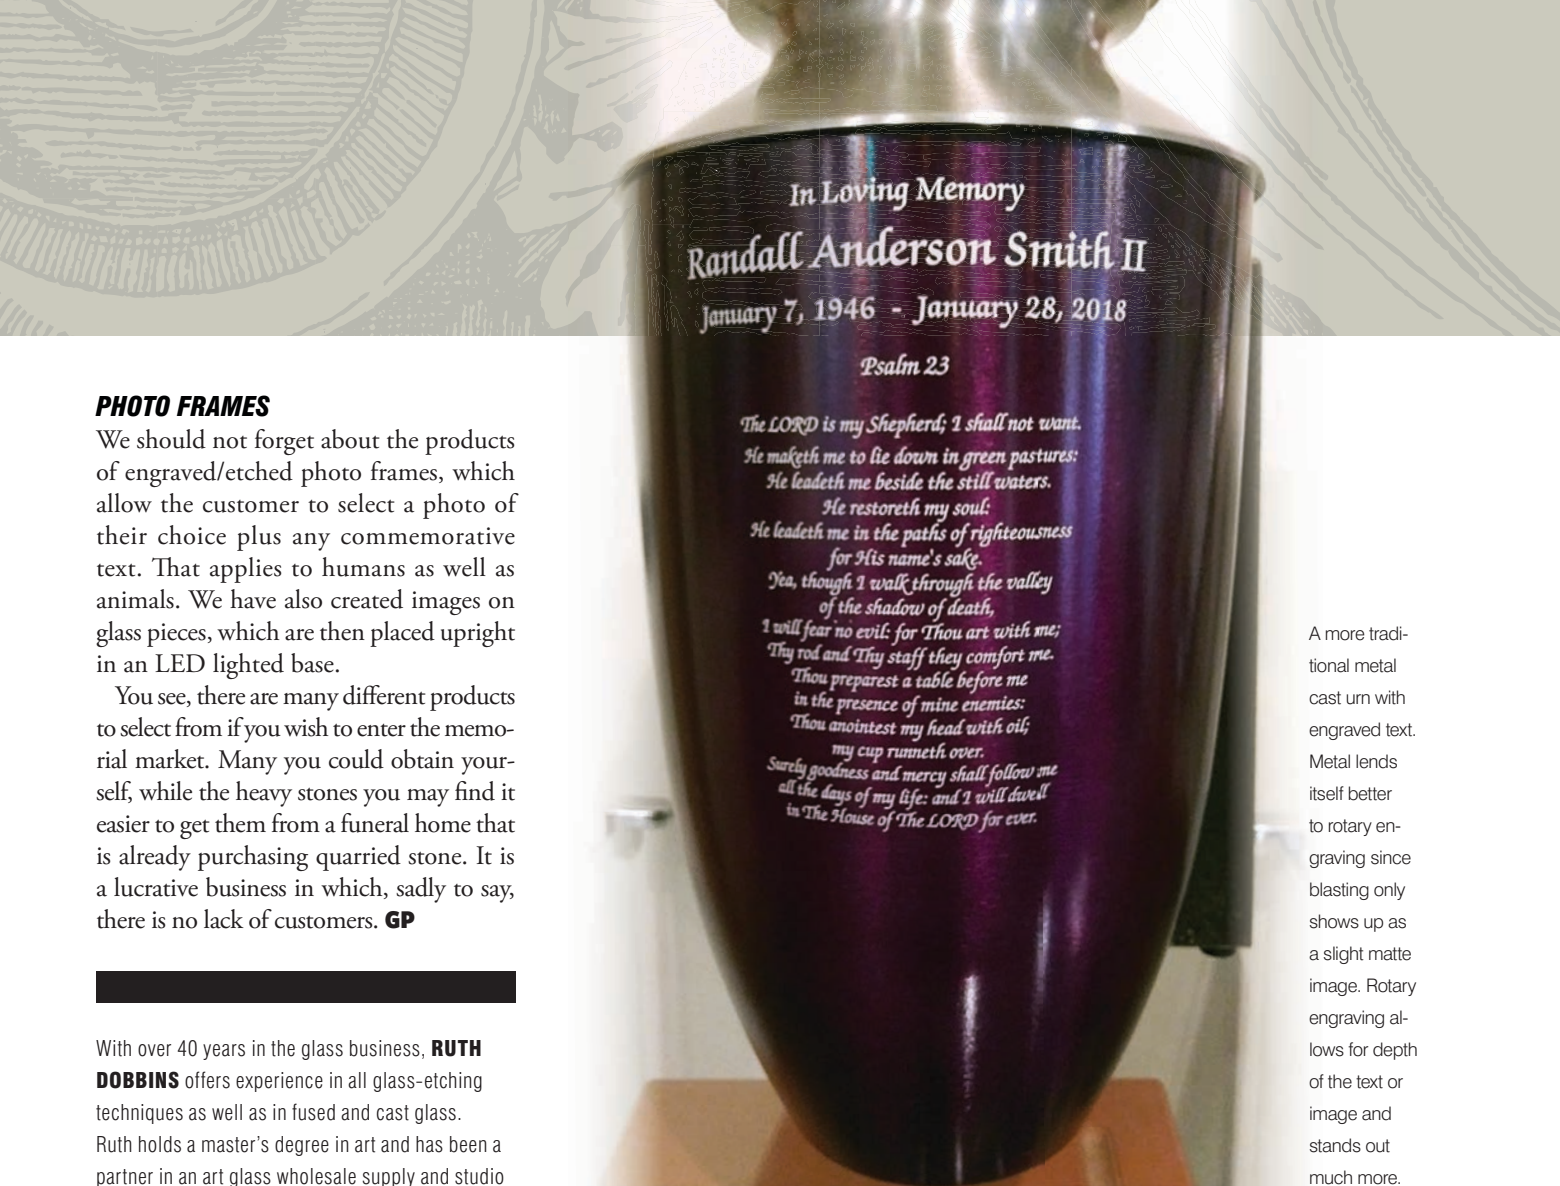 In Loving Memory
Randall Anderson Smith II
January 7, 1946 - January 28, 2018
Psalm 23
The LORD is my Shepherd; I shall not want.
He maketh me to lie down in green pastures:
He leadeth me beside the still waters.
He restoreth my soul:
He leadeth me in the paths of righteousness
for His name's sake.
Yea, though I walk through the valley
of the shadow of death,
I will fear no evil: for Thou art with me;
Thy rod and Thy staff they comfort me.
Thou preparest a table before me
in the presence of mine enemies:
Thou anointest my head with oil;
my cup runneth over.
Surely goodness and mercy shall follow me
all the days of my life: and I will dwell
in The House of The LORD for ever.
PHOTO FRAMES
We should not forget about the products
of engraved/etched photo frames, which
allow the customer to select a photo of
their choice plus any commemorative
text. That applies to humans as well as
animals. We have also created images on
glass pieces, which are then placed upright
in an LED lighted base.
You see, there are many different products
to select from if you wish to enter the memo-
rial market. Many you could obtain your-
self, while the heavy stones you may find it
easier to get them from a funeral home that
is already purchasing quarried stone. It is
a lucrative business in which, sadly to say,
there is no lack of customers. GP
With over 40 years in the glass business, RUTH
DOBBINS offers experience in all glass-etching
techniques as well as in fused and cast glass.
Ruth holds a master's degree in art and has been a
partner in an art glass wholesale supply and studio
A more tradi-
tional metal
cast urn with
engraved text.
Metal lends
itself better
to rotary en-
graving since
blasting only
shows up as
a slight matte
image. Rotary
engraving al-
lows for depth
of the text or
image and
stands out
much more.